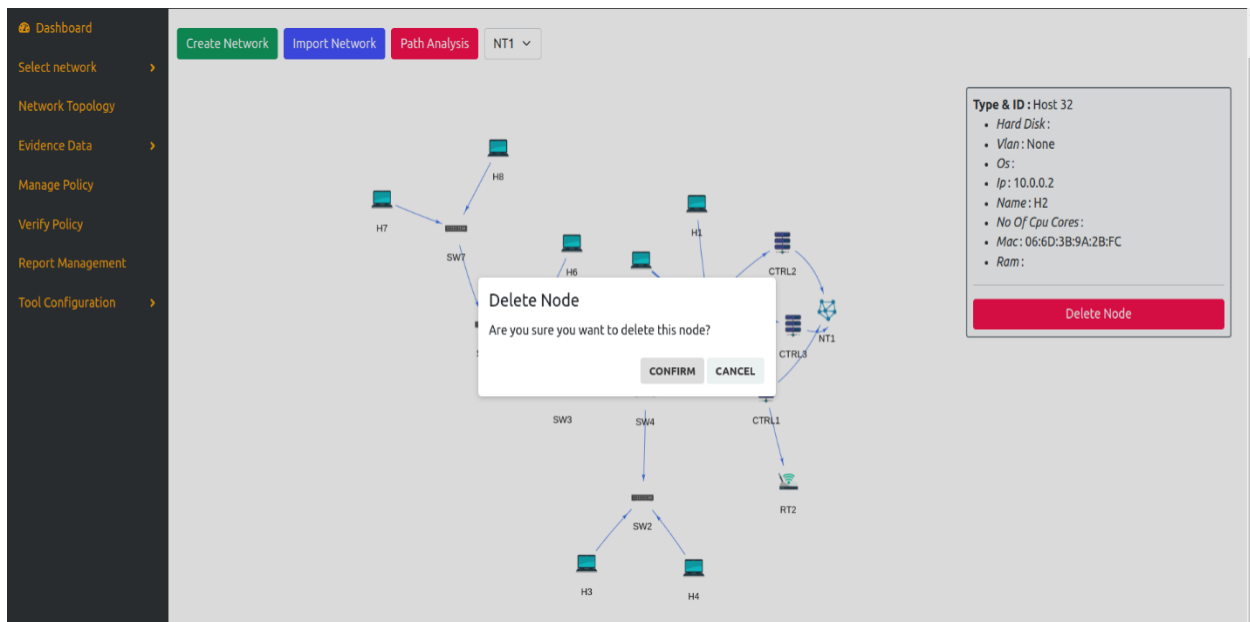 Dashboard
Select network
Network Topology
Evidence Data
Manage Policy
Verify Policy
Report Management
Tool Configuration
Create Network
Import Network
Path Analysis
NT1
H8
H7
SW7
H6
H1
CTRL2
NT1
CTRL3
SW3
SW4
CTRL1
RT2
SW2
H3
H4
Delete Node
Are you sure you want to delete this node?
CONFIRM CANCEL
Type & ID : Host 32
• Hard Disk :
• Vlan : None
• Os :
• Ip : 10.0.0.2
• Name : H2
• No Of Cpu Cores :
• Mac : 06:6D:3B:9A:2B:FC
• Ram :
Delete Node